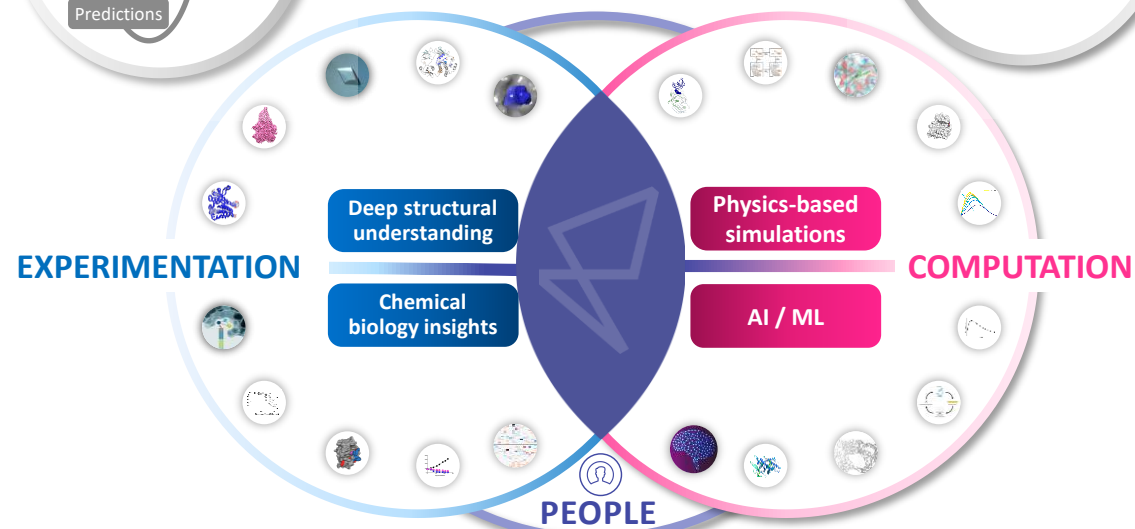 Predictions
Deep structural
understanding
Physics-based
simulations
EXPERIMENTATION
COMPUTATION
Chemical
biology insights
AI / ML
PEOPLE